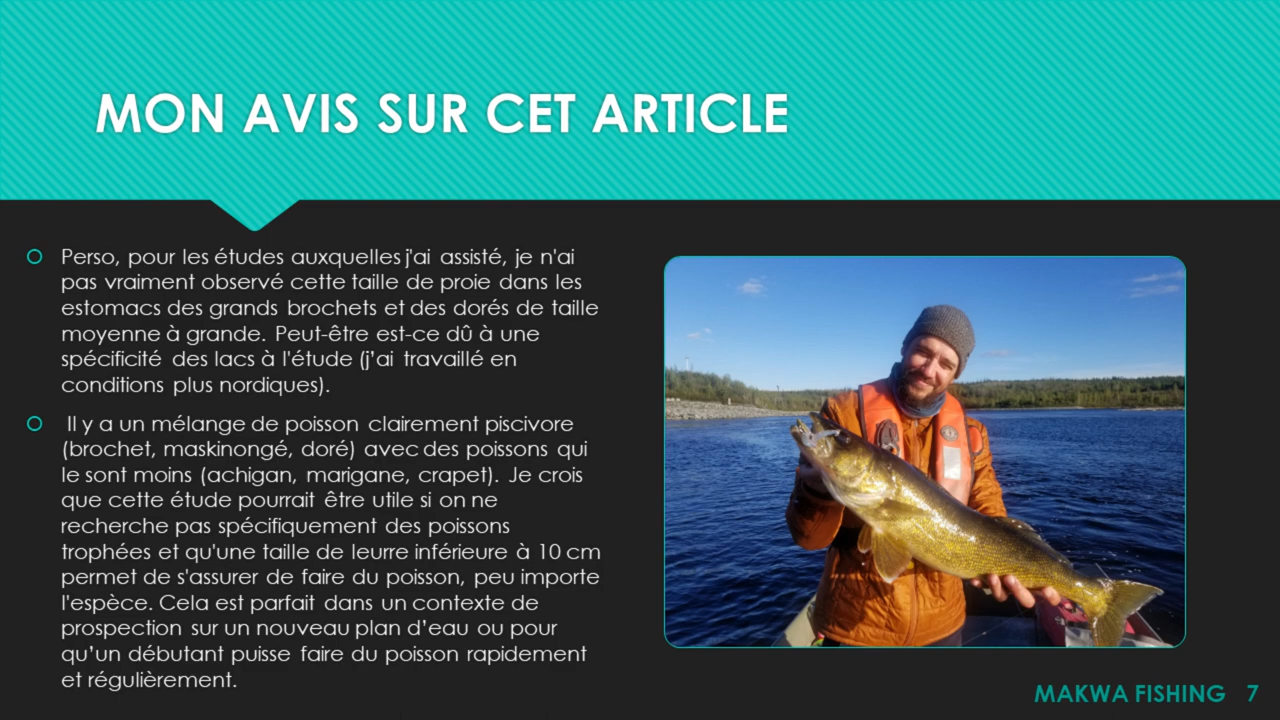 MON AVIS SUR CET ARTICLE
Perso, pour les études auxquelles j'ai assisté, je n'ai
pas vraiment observé cette taille de proie dans les
estomacs des grands brochets et des dorés de taille
moyenne à grande. Peut-être est-ce dû à une
spécificité des lacs à l'étude (j'ai travaillé en
conditions plus nordiques).
Il y a un mélange de poisson clairement piscivore
(brochet, maskinongé, doré) avec des poissons qui
le sont moins (achigan, marigane, crapet). Je crois
que cette étude pourrait être utile si on ne
recherche pas spécifiquement des poissons
trophées et qu'une taille de leurre inférieure à 10 cm
permet de s'assurer de faire du poisson, peu importe
l'espèce. Cela est parfait dans un contexte de
prospection sur un nouveau plan d’eau ou pour
qu’un débutant puisse faire du poisson rapidement
et régulièrement.
MAKWA FISHING 7